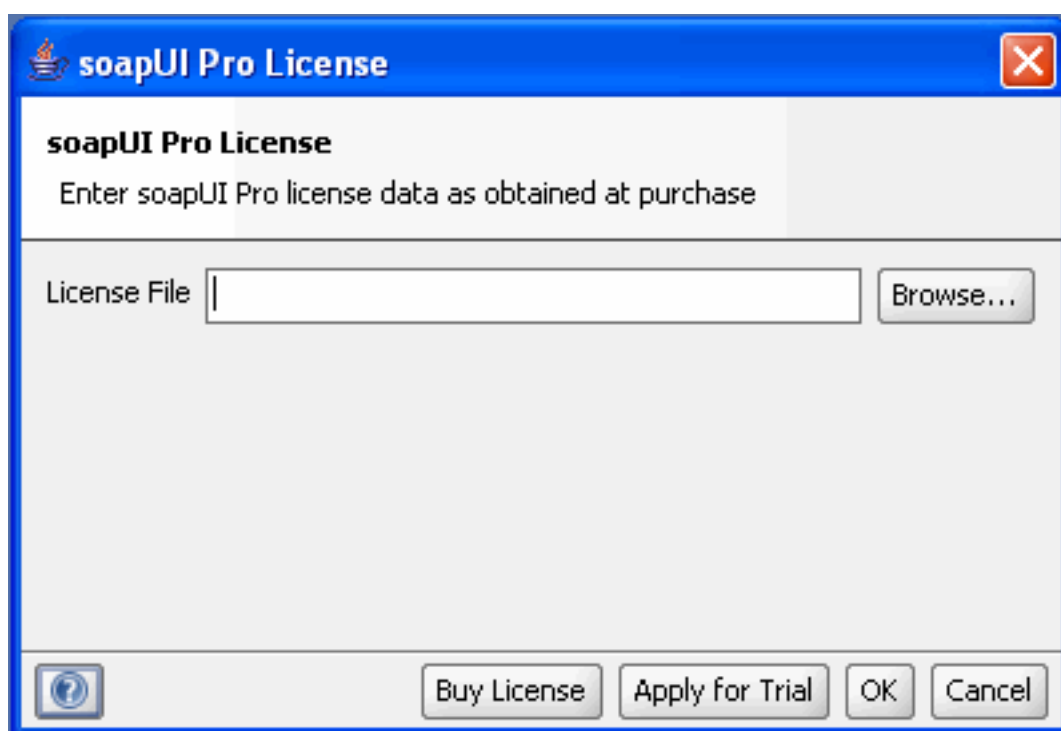 soapUI Pro License
soapUI Pro License
Enter soapUI Pro license data as obtained at purchase
License File Browse...
? Buy License Apply for Trial OK Cancel